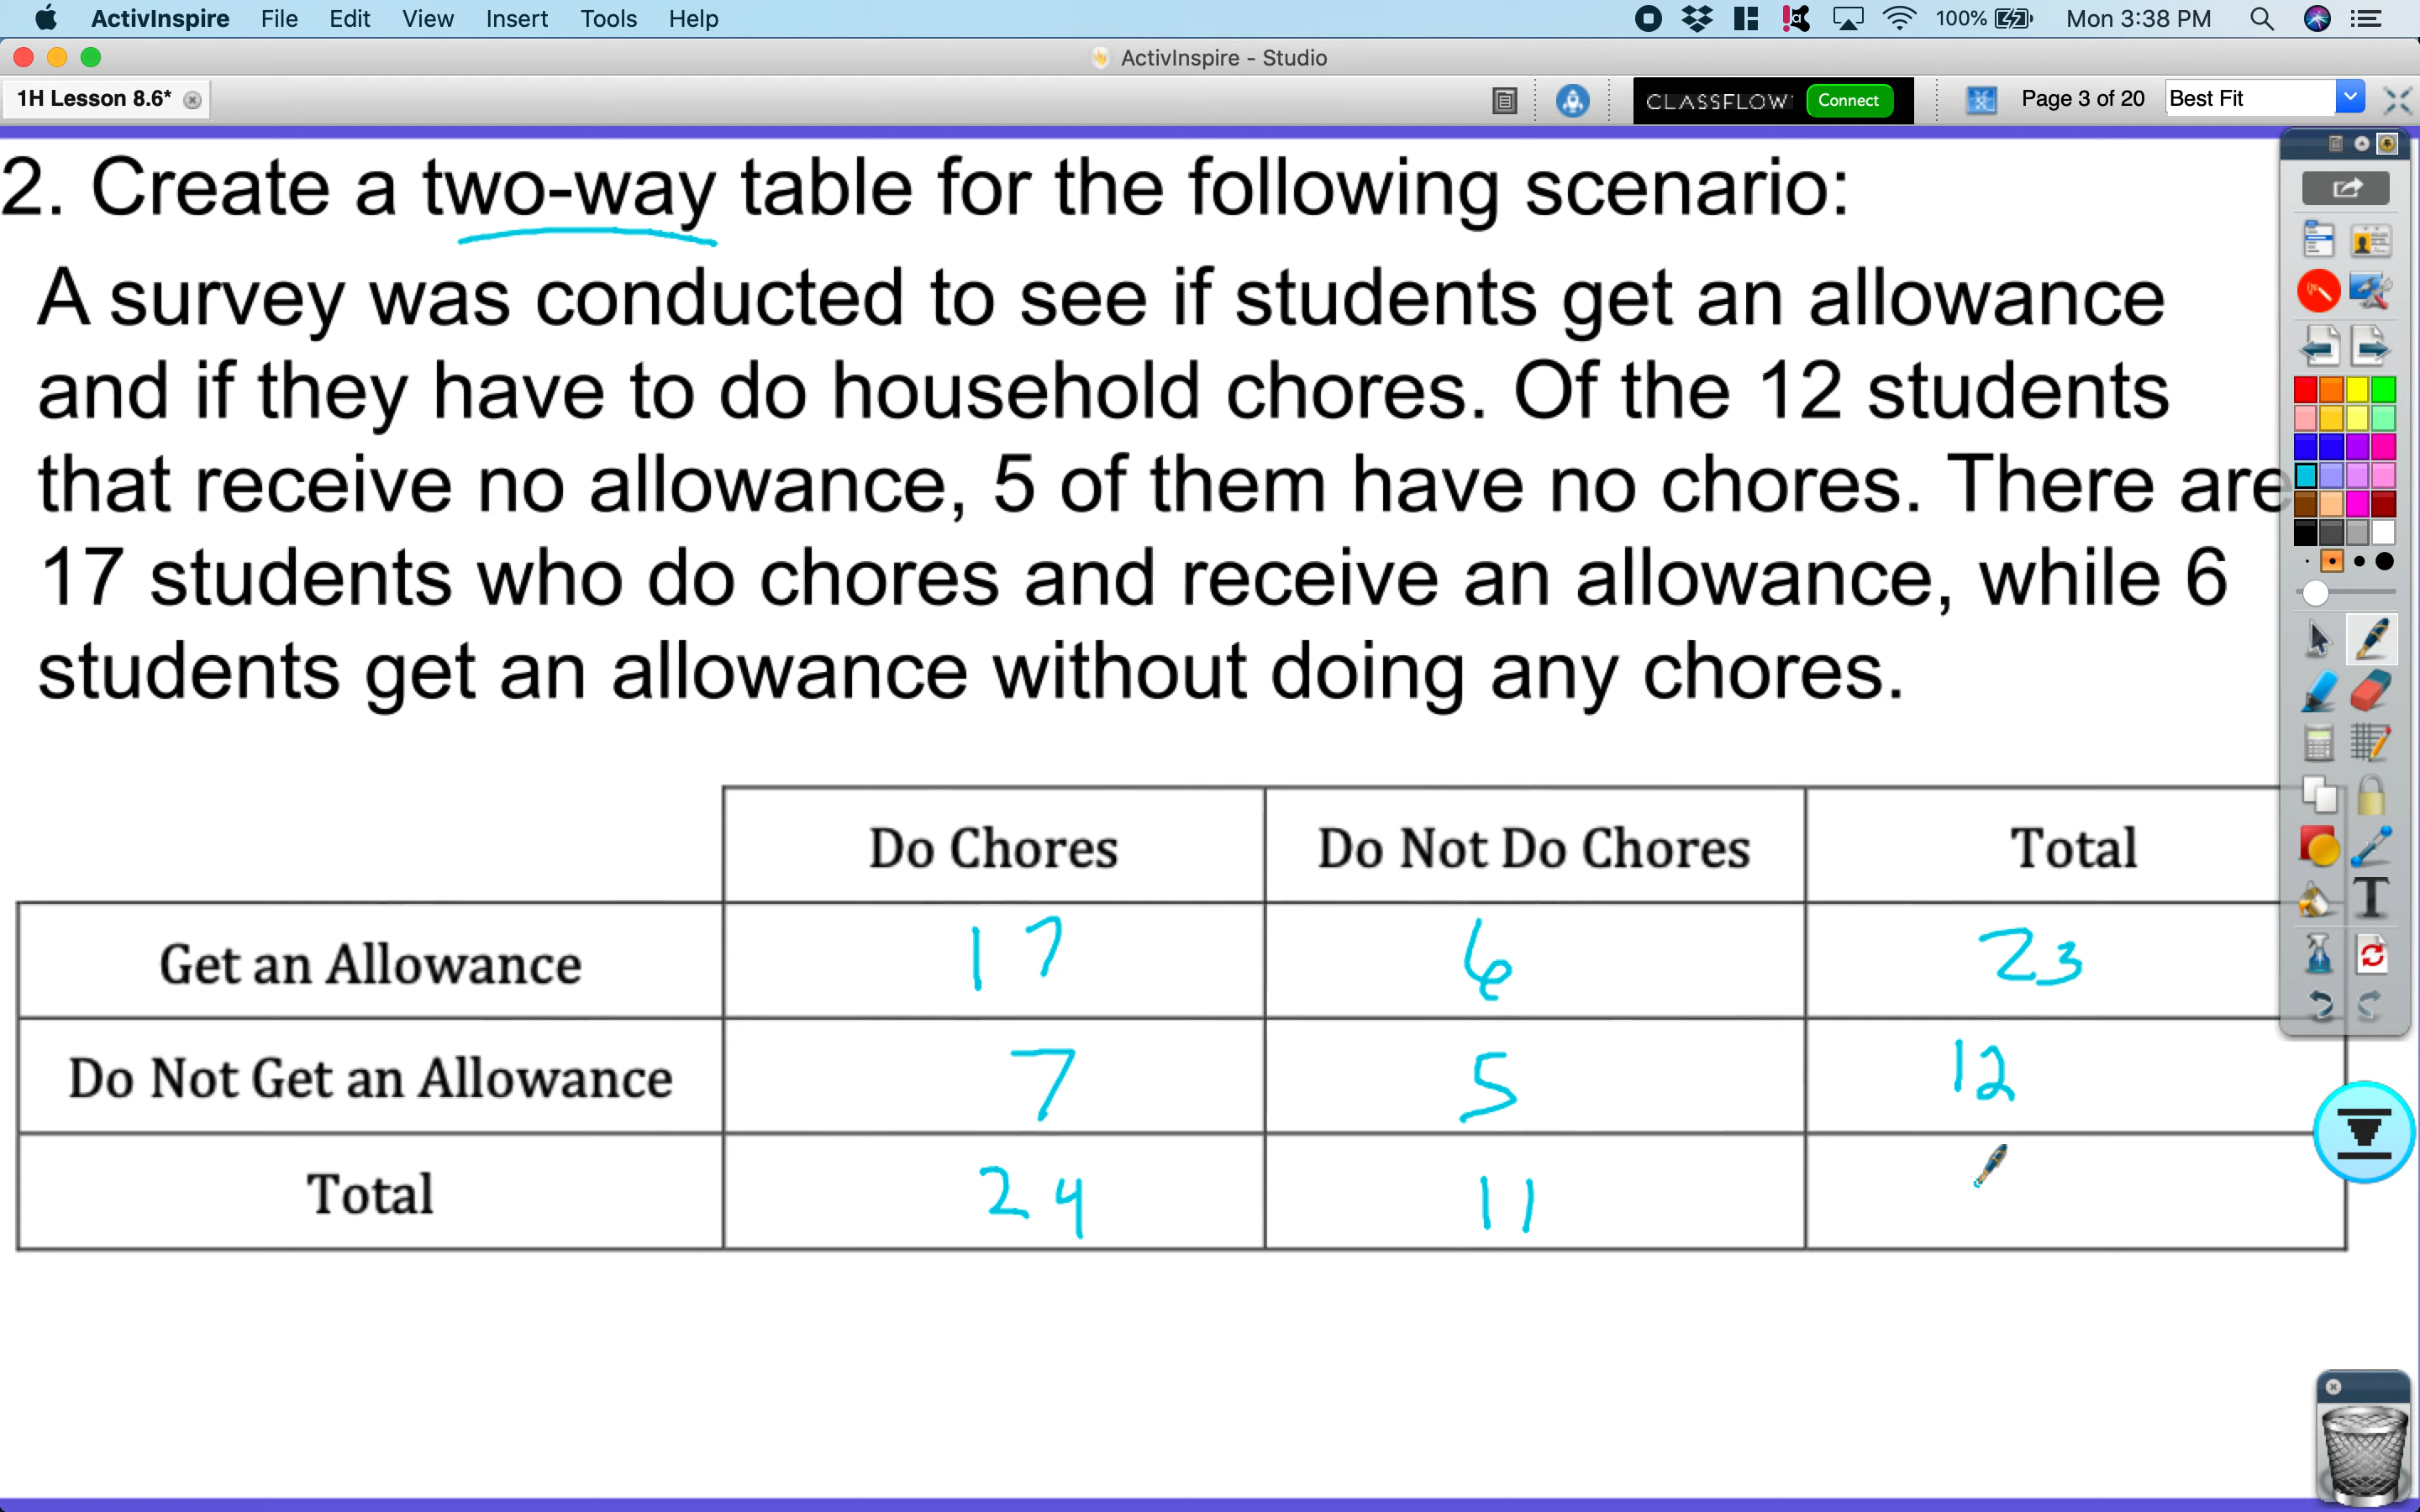 ActivInspire File Edit View Insert Tools Help 100% Mon 3:38 PM
ActivInspire - Studio
1H Lesson 8.6* CLASSFLOW Connect Page 3 of 20 Best Fit
2. Create a two-way table for the following scenario:
A survey was conducted to see if students get an allowance
and if they have to do household chores. Of the 12 students
that receive no allowance, 5 of them have no chores. There are
17 students who do chores and receive an allowance, while 6
students get an allowance without doing any chores.
Do Chores Do Not Do Chores Total
Get an Allowance 17 6 23
Do Not Get an Allowance 7 5 12
Total 24 11